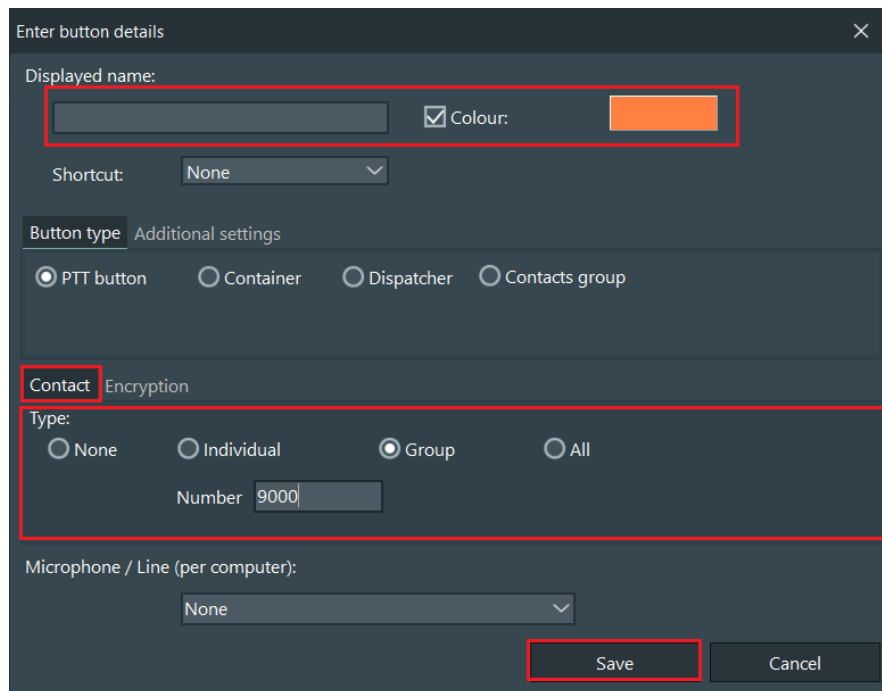 Enter button details
Displayed name:
Colour:
Shortcut: None
Button type Additional settings
PTT button Container Dispatcher Contacts group
Contact Encryption
Type:
None Individual Group All
Number 9000
Microphone / Line (per computer):
None
Save Cancel